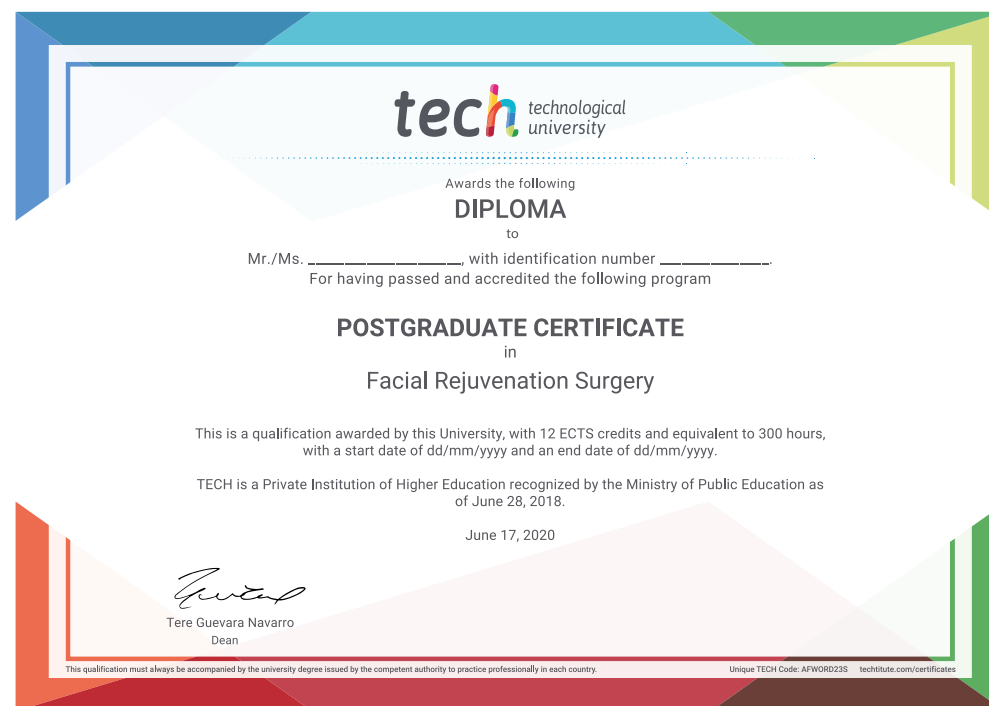 tech technological
university
Awards the following
DIPLOMA
to
Mr./Ms. ____________________, with identification number ______________.
For having passed and accredited the following program
POSTGRADUATE CERTIFICATE
in
Facial Rejuvenation Surgery
This is a qualification awarded by this University, with 12 ECTS credits and equivalent to 300 hours,
with a start date of dd/mm/yyyy and an end date of dd/mm/yyyy.
TECH is a Private Institution of Higher Education recognized by the Ministry of Public Education as
of June 28, 2018.
June 17, 2020
Tere Guevara Navarro
Dean
This qualification must always be accompanied by the university degree issued by the competent authority to practice professionally in each country.
Unique TECH Code: AFWORD23S techtitute.com/certificates